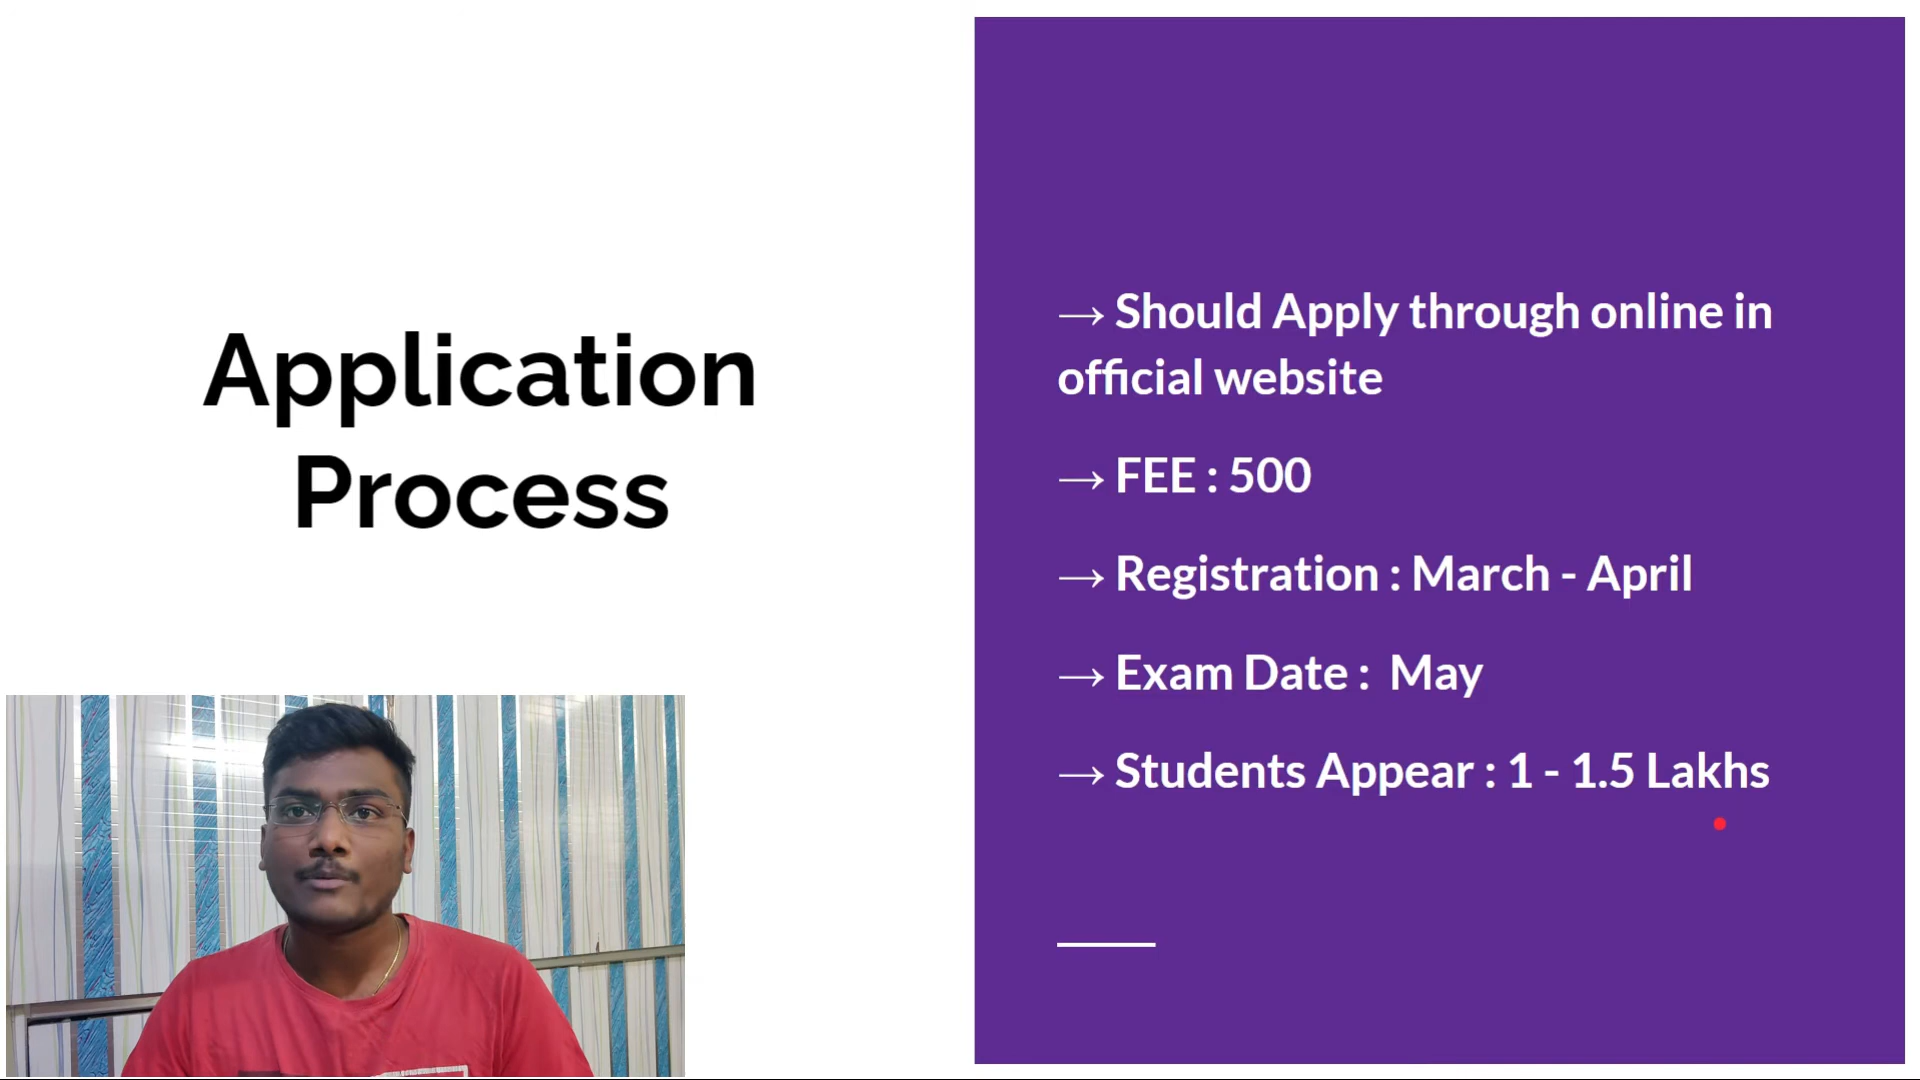 Application
Process
→ Should Apply through online in
official website
→ FEE : 500
→ Registration : March - April
→ Exam Date :  May
→ Students Appear : 1 - 1.5 Lakhs